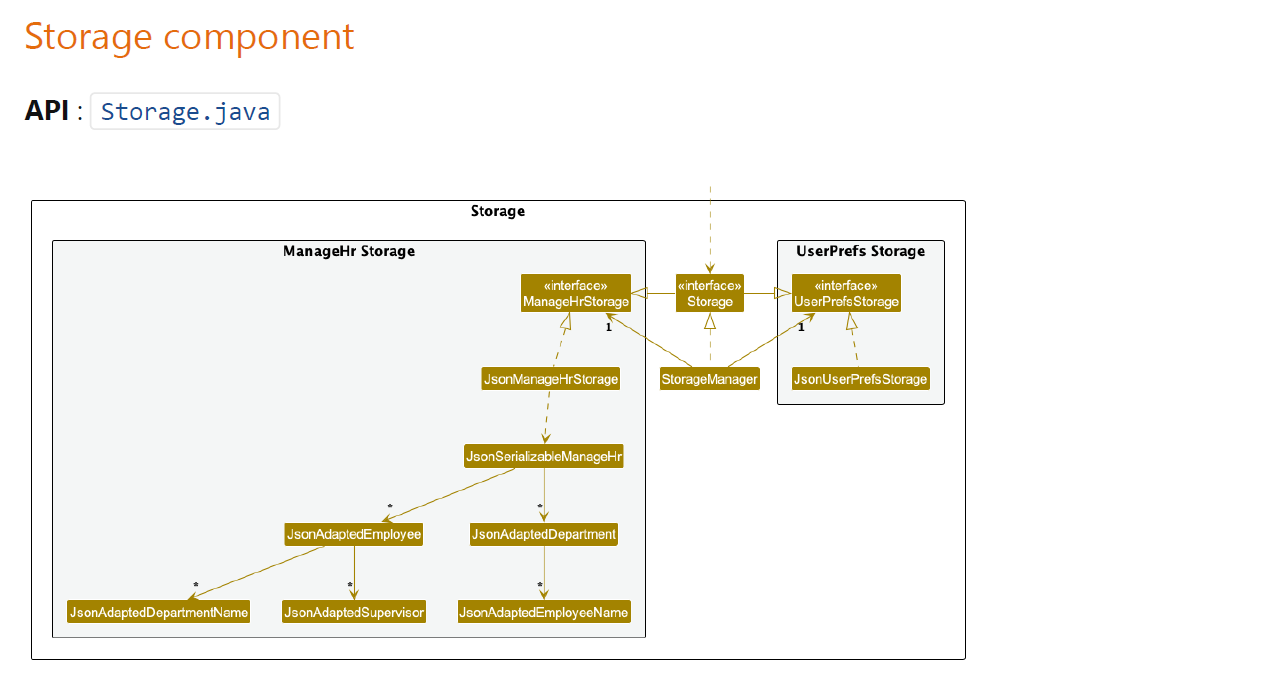 Storage component
API : Storage.java
Storage
ManageHr Storage
UserPrefs Storage
«interface»
ManageHrStorage
«interface»
Storage
«interface»
UserPrefsStorage
1
1
JsonManageHrStorage
StorageManager
JsonUserPrefsStorage
JsonSerializableManageHr
*
*
JsonAdaptedEmployee
JsonAdaptedDepartment
*
*
*
JsonAdaptedDepartmentName
JsonAdaptedSupervisor
JsonAdaptedEmployeeName